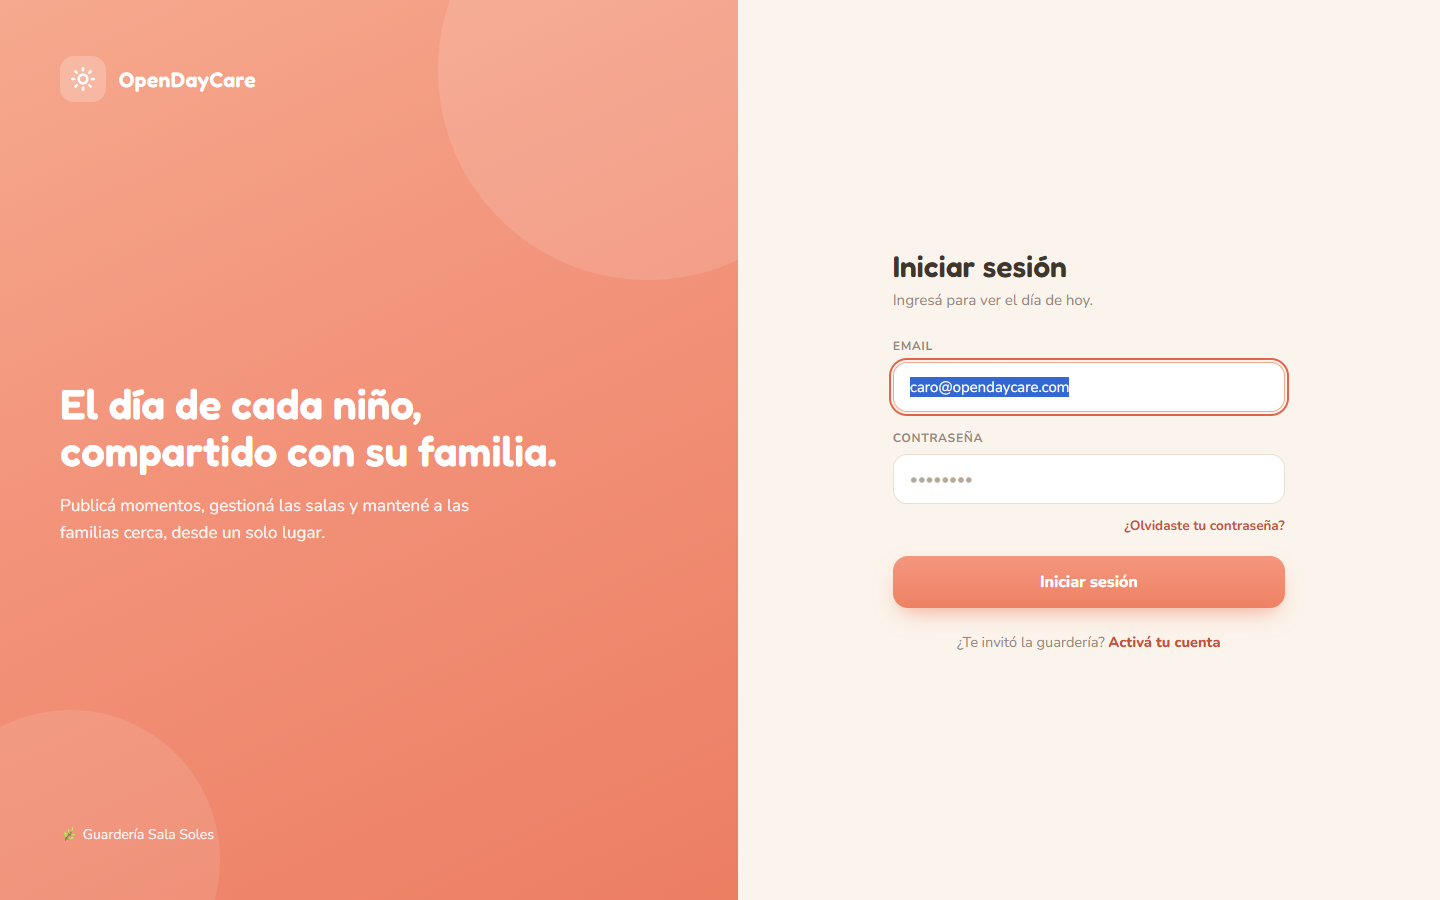 OpenDayCare
El día de cada niño,
compartido con su familia.
Publicá momentos, gestioná las salas y mantené a las
familias cerca, desde un solo lugar.
Guardería Sala Soles
Iniciar sesión
Ingresá para ver el día de hoy.
EMAIL
caro@opendaycare.com
CONTRASEÑA
••••••••
¿Olvidaste tu contraseña?
Iniciar sesión
¿Te invitó la guardería? Activá tu cuenta